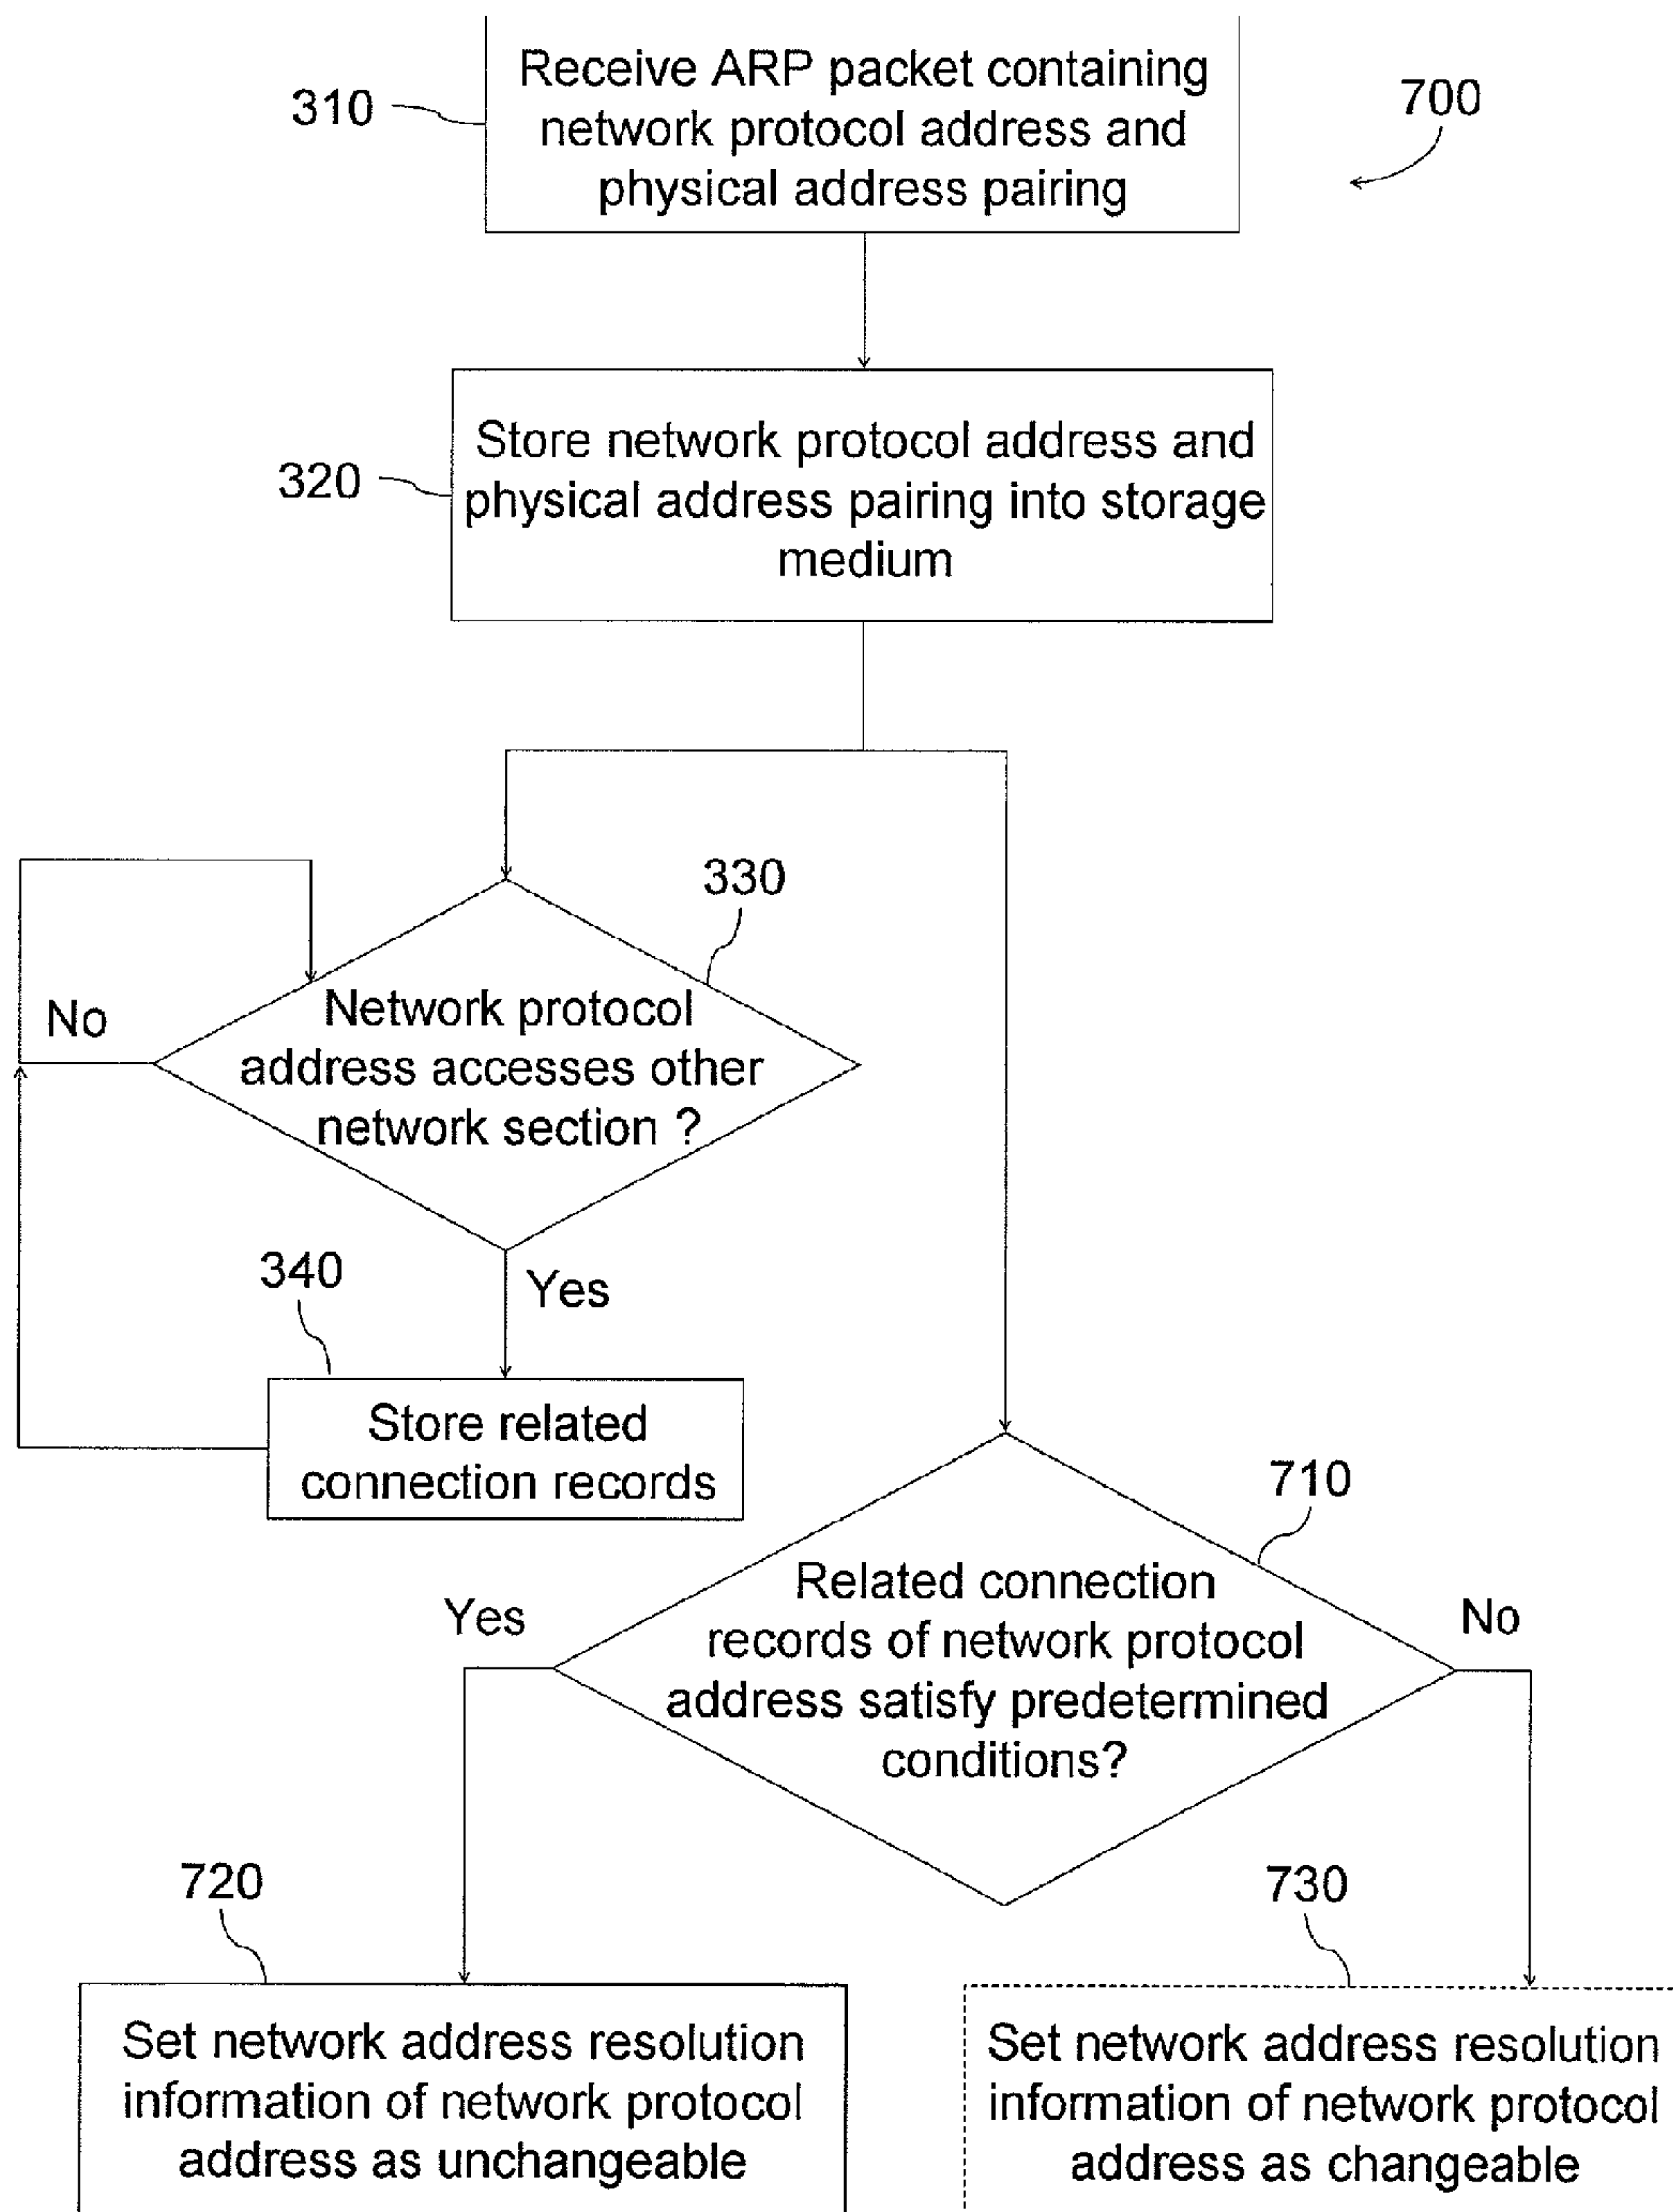 Receive ARP packet containing
network protocol address and
physical address pairing
310
700
Store network protocol address and
physical address pairing into storage
medium
320
330
Network protocol
address accesses other
network section ?
No
Yes
340
Store related
connection records
710
Related connection
records of network protocol
address satisfy predetermined
conditions?
Yes
No
720
730
Set network address resolution
information of network protocol
address as unchangeable
Set network address resolution
information of network protocol
address as changeable